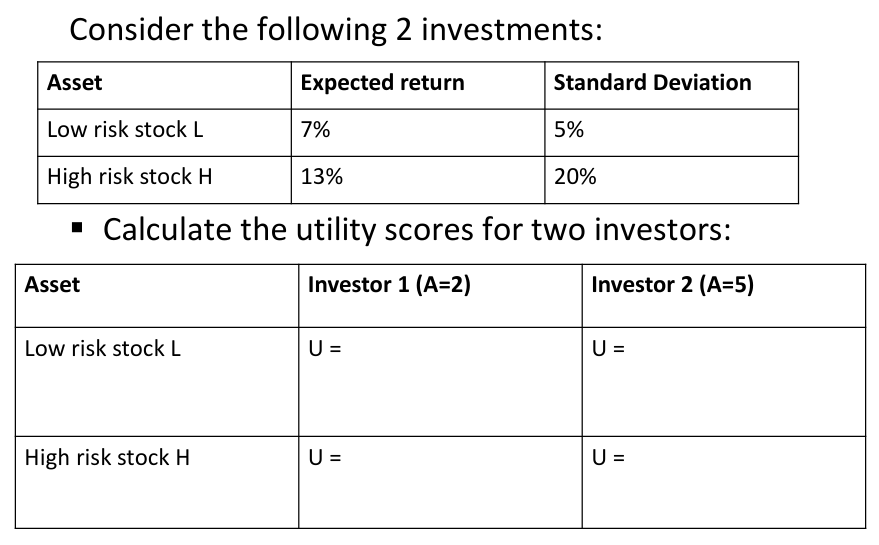 Consider the following 2 investments:
Asset Expected return Standard Deviation
Low risk stock L 7% 5%
High risk stock H 13% 20%
▪ Calculate the utility scores for two investors:
Asset Investor 1 (A=2) Investor 2 (A=5)
Low risk stock L U = U =
High risk stock H U = U =